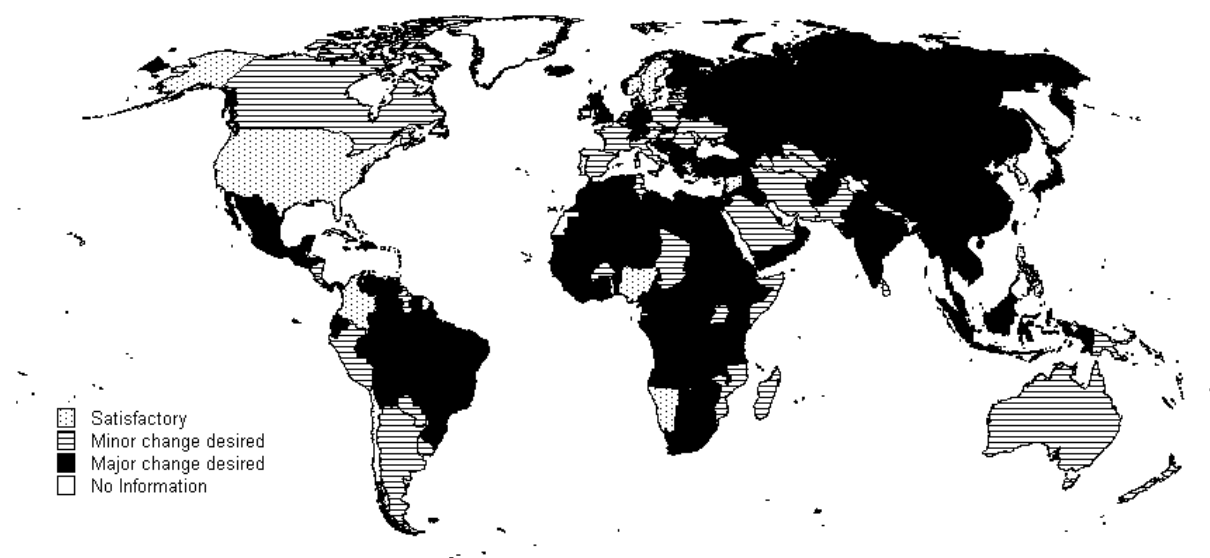 Satisfactory
Minor change desired
Major change desired
No Information